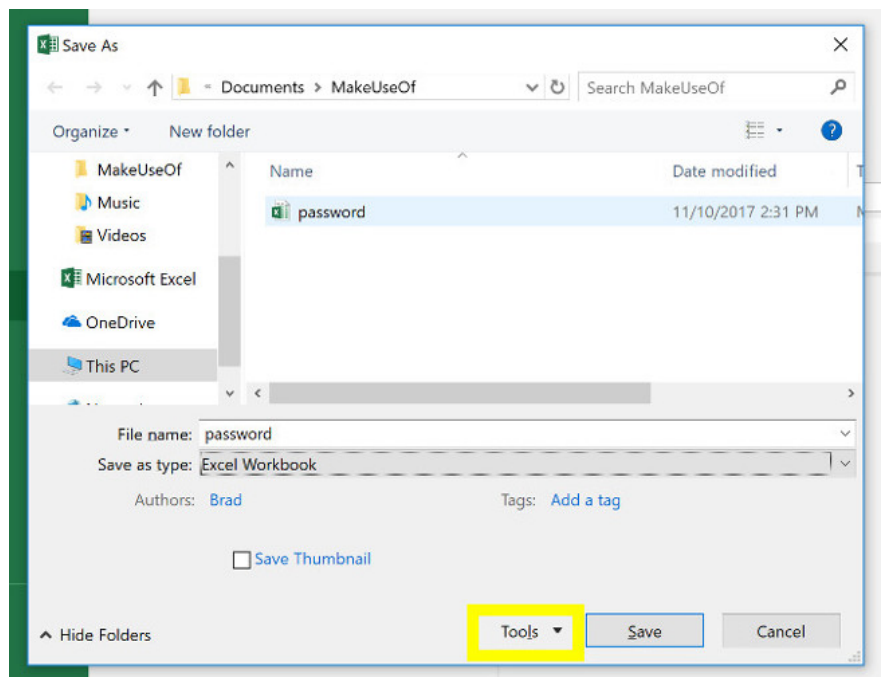 Save As
Documents > MakeUseOf
Search MakeUseOf
Organize
New folder
?
MakeUseOf
Music
Videos
Microsoft Excel
OneDrive
This PC
Name
Date modified
T
password
11/10/2017 2:31 PM
File name: password
Save as type: Excel Workbook
Authors: Brad
Tags: Add a tag
Save Thumbnail
Hide Folders
Tools
Save
Cancel